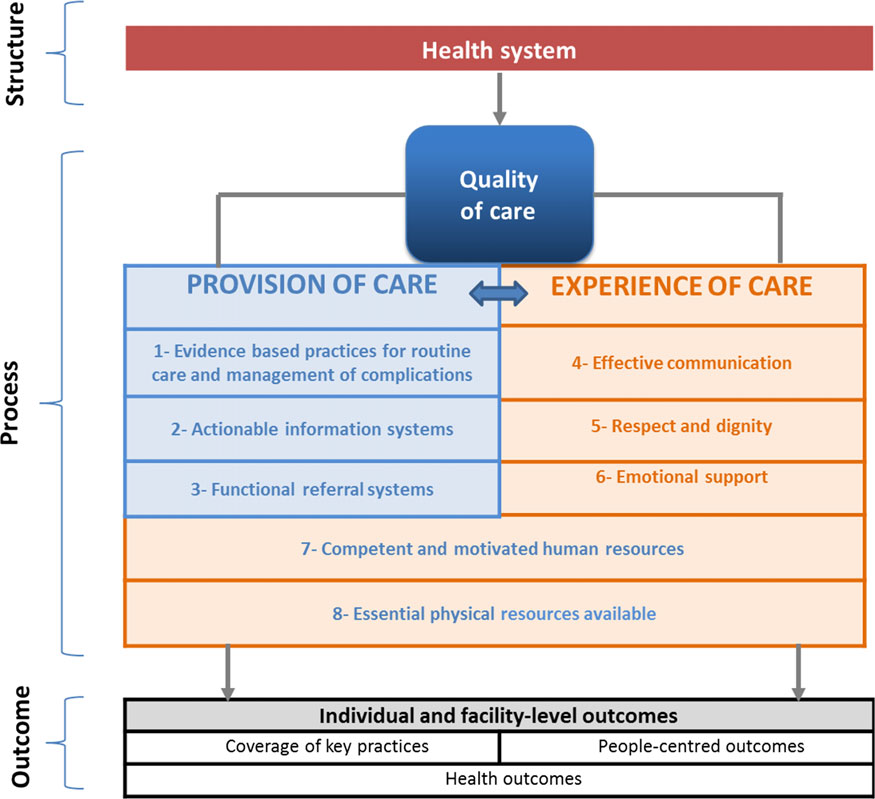 Structure
Health system
Quality
of care
Process
PROVISION OF CARE
EXPERIENCE OF CARE
1- Evidence based practices for routine
care and management of complications
2- Actionable information systems
3- Functional referral systems
4- Effective communication
5- Respect and dignity
6- Emotional support
7- Competent and motivated human resources
8- Essential physical resources available
Outcome
Individual and facility-level outcomes
Coverage of key practices
People-centred outcomes
Health outcomes